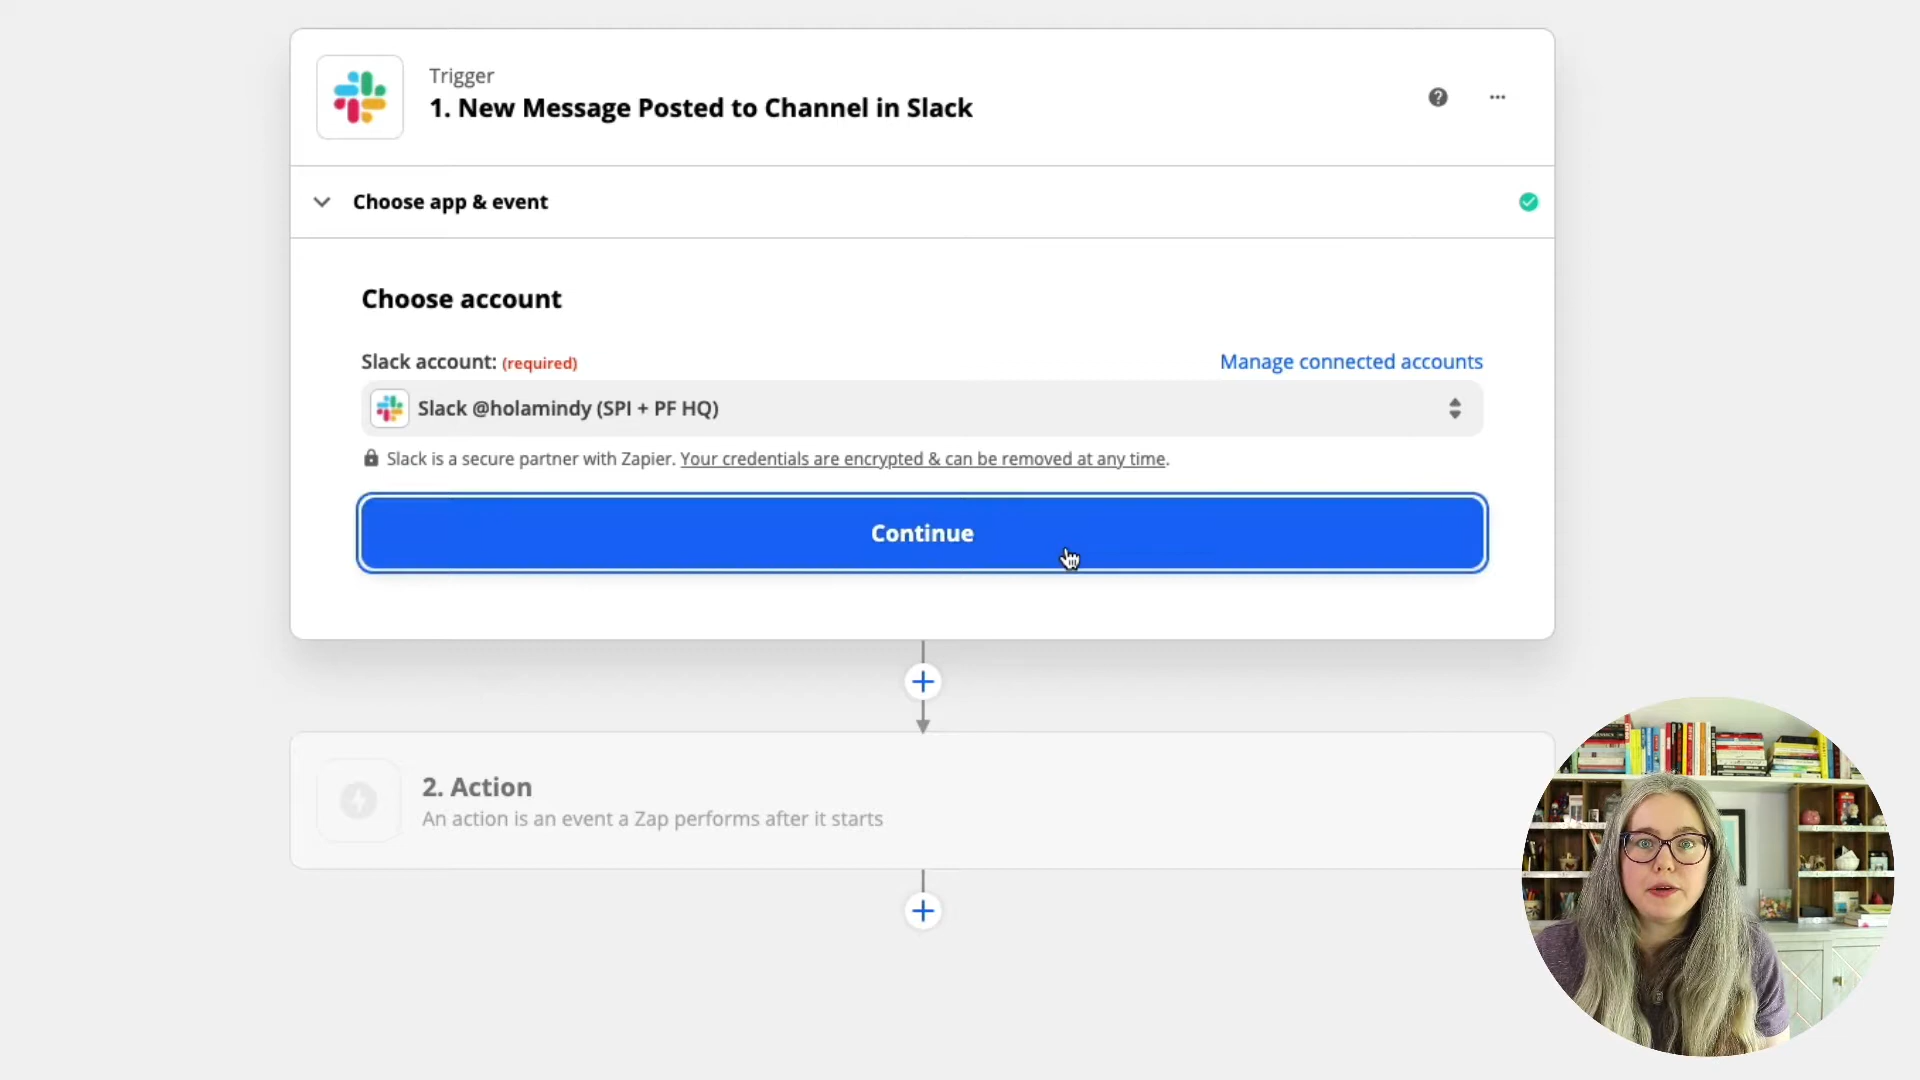 Trigger
1. New Message Posted to Channel in Slack
Choose app & event
Choose account
Slack account: (required)
Manage connected accounts
Slack @holamindy (SPI + PF HQ)
Slack is a secure partner with Zapier. Your credentials are encrypted & can be removed at any time.
Continue
2. Action
An action is an event a Zap performs after it starts